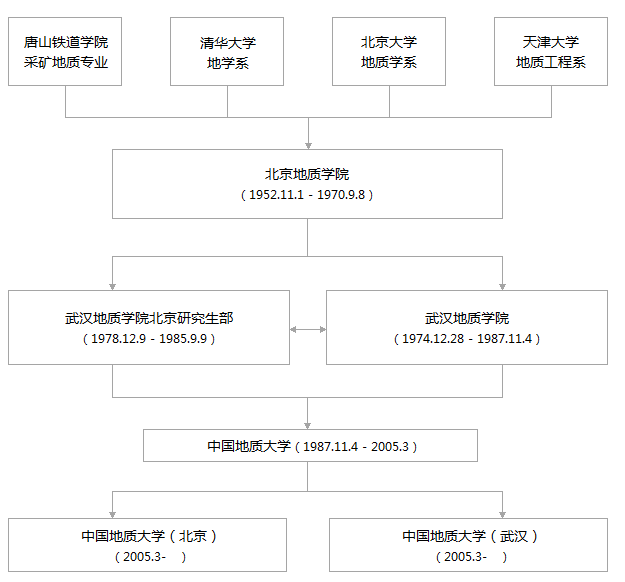 唐山铁道学院
采矿地质专业
清华大学
地学系
北京大学
地质学系
天津大学
地质工程系
北京地质学院
（1952.11.1 - 1970.9.8）
武汉地质学院北京研究生部
（1978.12.9 - 1985.9.9）
武汉地质学院
（1974.12.28 - 1987.11.4）
中国地质大学（1987.11.4 - 2005.3）
中国地质大学（北京）
（2005.3-　）
中国地质大学（武汉）
（2005.3-　）